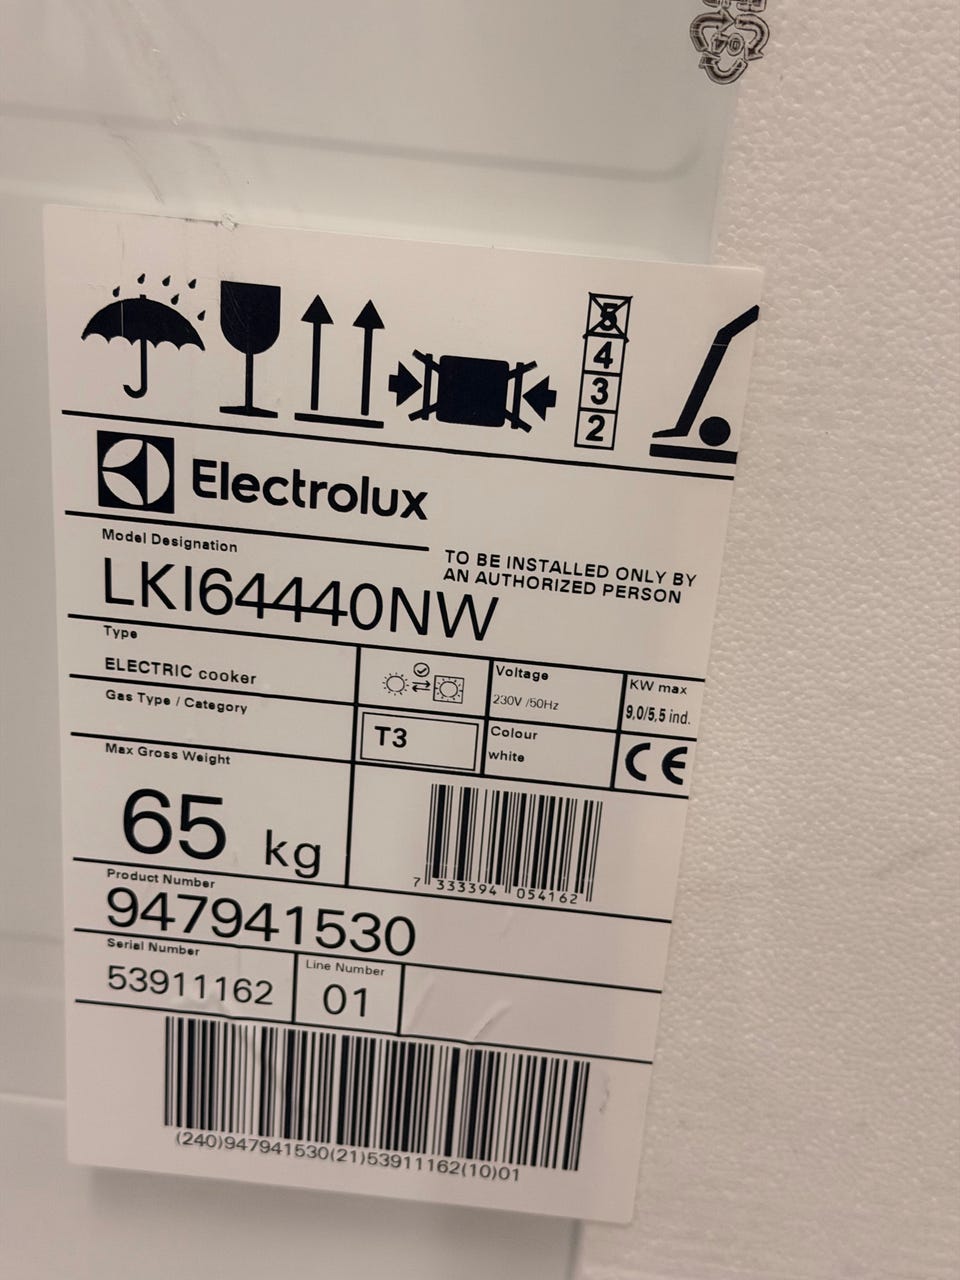 04
5
4
3
2
Electrolux
Model Designation
LKI64440NW
TO BE INSTALLED ONLY BY
AN AUTHORIZED PERSON
Type
ELECTRIC cooker
Voltage
230V /50Hz
KW max
9,0/5,5 ind.
Gas Type / Category
T3
Colour
white
CE
Max Gross Weight
65 kg
7 333394 054162
Product Number
947941530
Serial Number
53911162
Line Number
01
(240)947941530(21)53911162(10)01